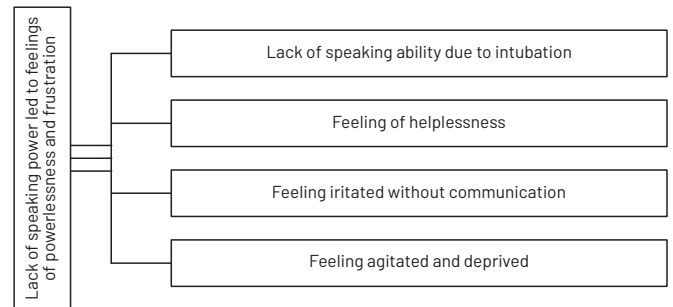 Lack of speaking power led to feelings
of powerlessness and frustration
Lack of speaking ability due to intubation
Feeling of helplessness
Feeling iritated without communication
Feeling agitated and deprived